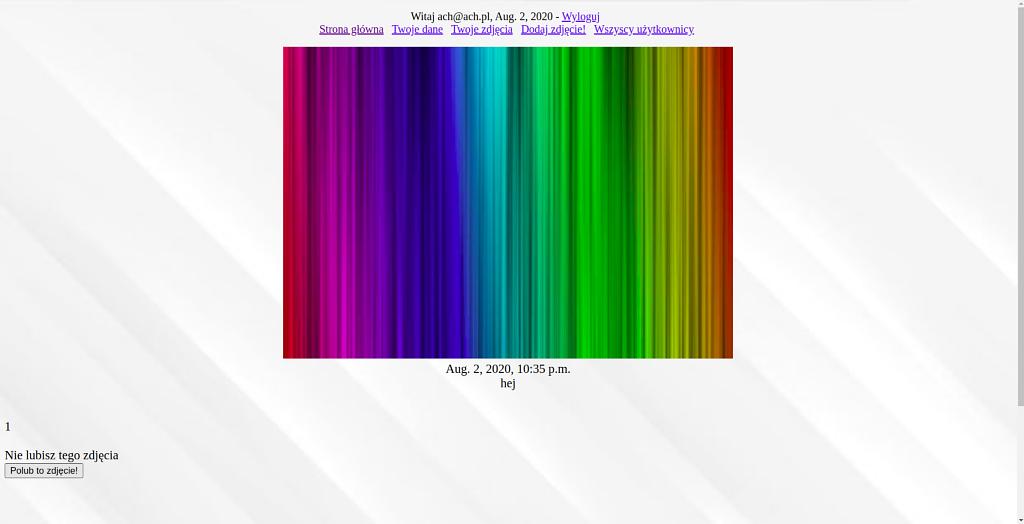 Witaj ach@ach.pl, Aug. 2, 2020 - Wyloguj
Strona główna Twoje dane Twoje zdjęcia Dodaj zdjęcie! Wszyscy użytkownicy
Aug. 2, 2020, 10:35 p.m.
hej
1
Nie lubisz tego zdjęcia
Polub to zdjęcie!